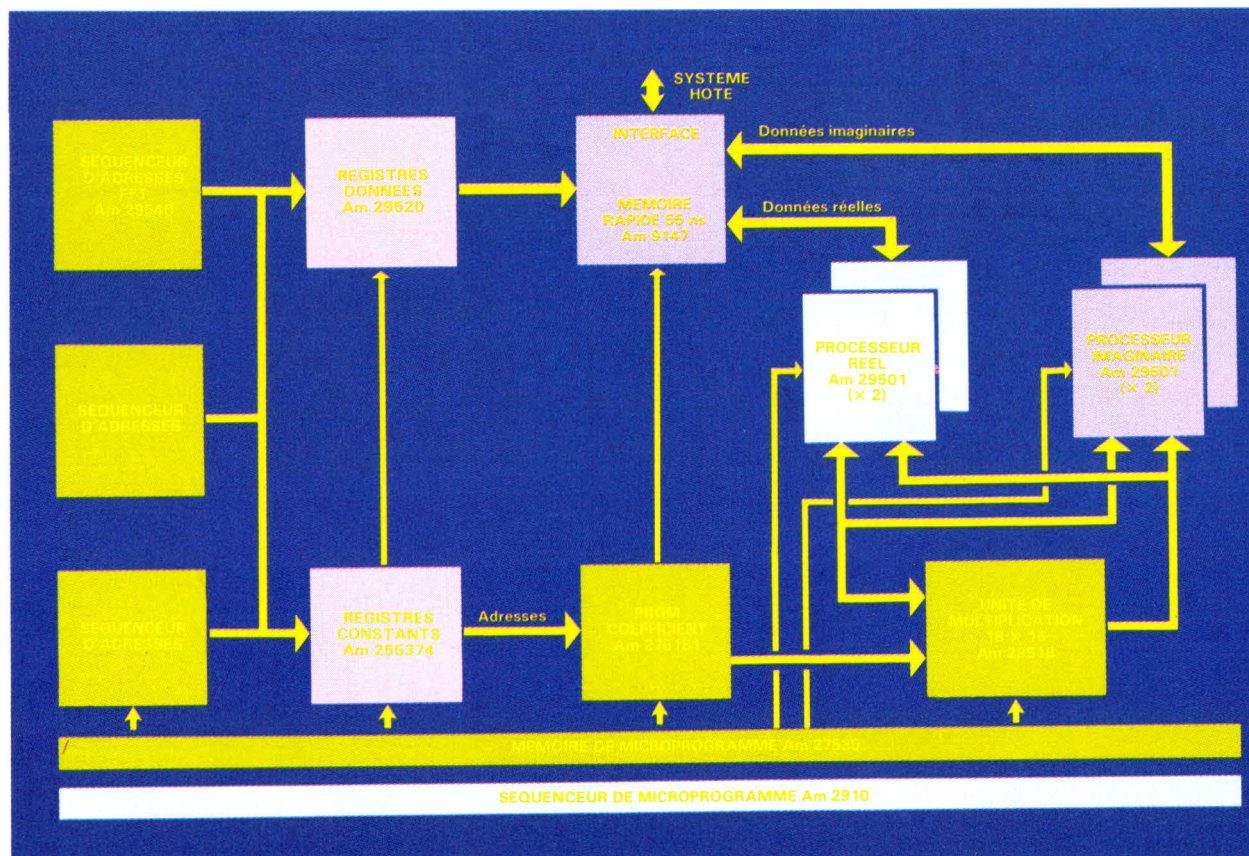 SYSTEME
HOTE
SEQUENCEUR
D'ADRESSES
FFT
Am 29540
REGISTRES
DONNEES
Am 29520
INTERFACE
MEMOIRE
RAPIDE 55 ns
Am 9147
Données imaginaires
Données réelles
PROCESSEUR
REEL
Am 29501
(× 2)
PROCESSEUR
IMAGINAIRE
Am 29501
(× 2)
SEQUENCEUR
D'ADRESSES
SEQUENCEUR
D'ADRESSES
REGISTRES
CONSTANTS
Am 255374
Adresses
PROM
COEFFICIENT
Am 276181
UNITE DE
MULTIPLICATION
16 × 16
Am 29516
MEMOIRE DE MICROPROGRAMME Am 27535
SEQUENCEUR DE MICROPROGRAMME Am 2910